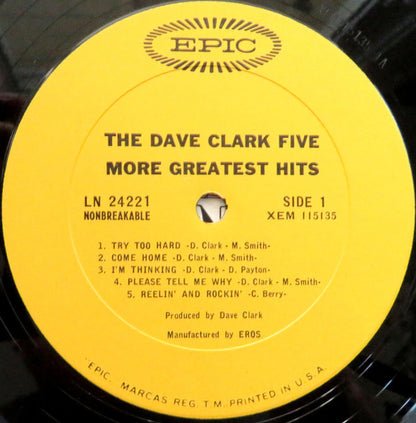 EPIC
THE DAVE CLARK FIVE
MORE GREATEST HITS
LN 24221 SIDE 1
NONBREAKABLE XEM 115135
1. TRY TOO HARD -D. Clark - M. Smith-
2. COME HOME -D. Clark - M. Smith-
3. I'M THINKING -D. Clark - D. Payton-
4. PLEASE TELL ME WHY -D. Clark - M. Smith-
5. REELIN' AND ROCKIN' -C. Berry-
Produced by Dave Clark
Manufactured by EROS
"EPIC, MARCAS REG. T.M. PRINTED IN U.S.A.